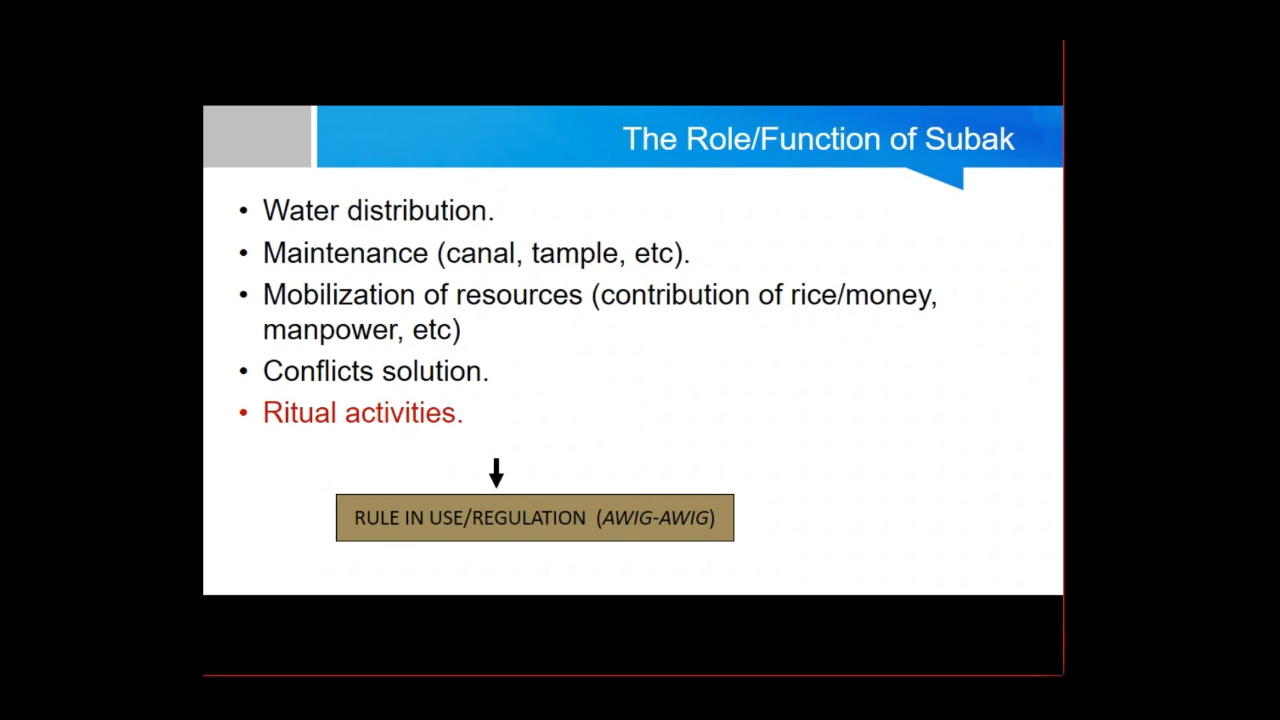 The Role/Function of Subak
• Water distribution.
• Maintenance (canal, tample, etc).
• Mobilization of resources (contribution of rice/money,
manpower, etc)
• Conflicts solution.
• Ritual activities.
RULE IN USE/REGULATION (AWIG-AWIG)